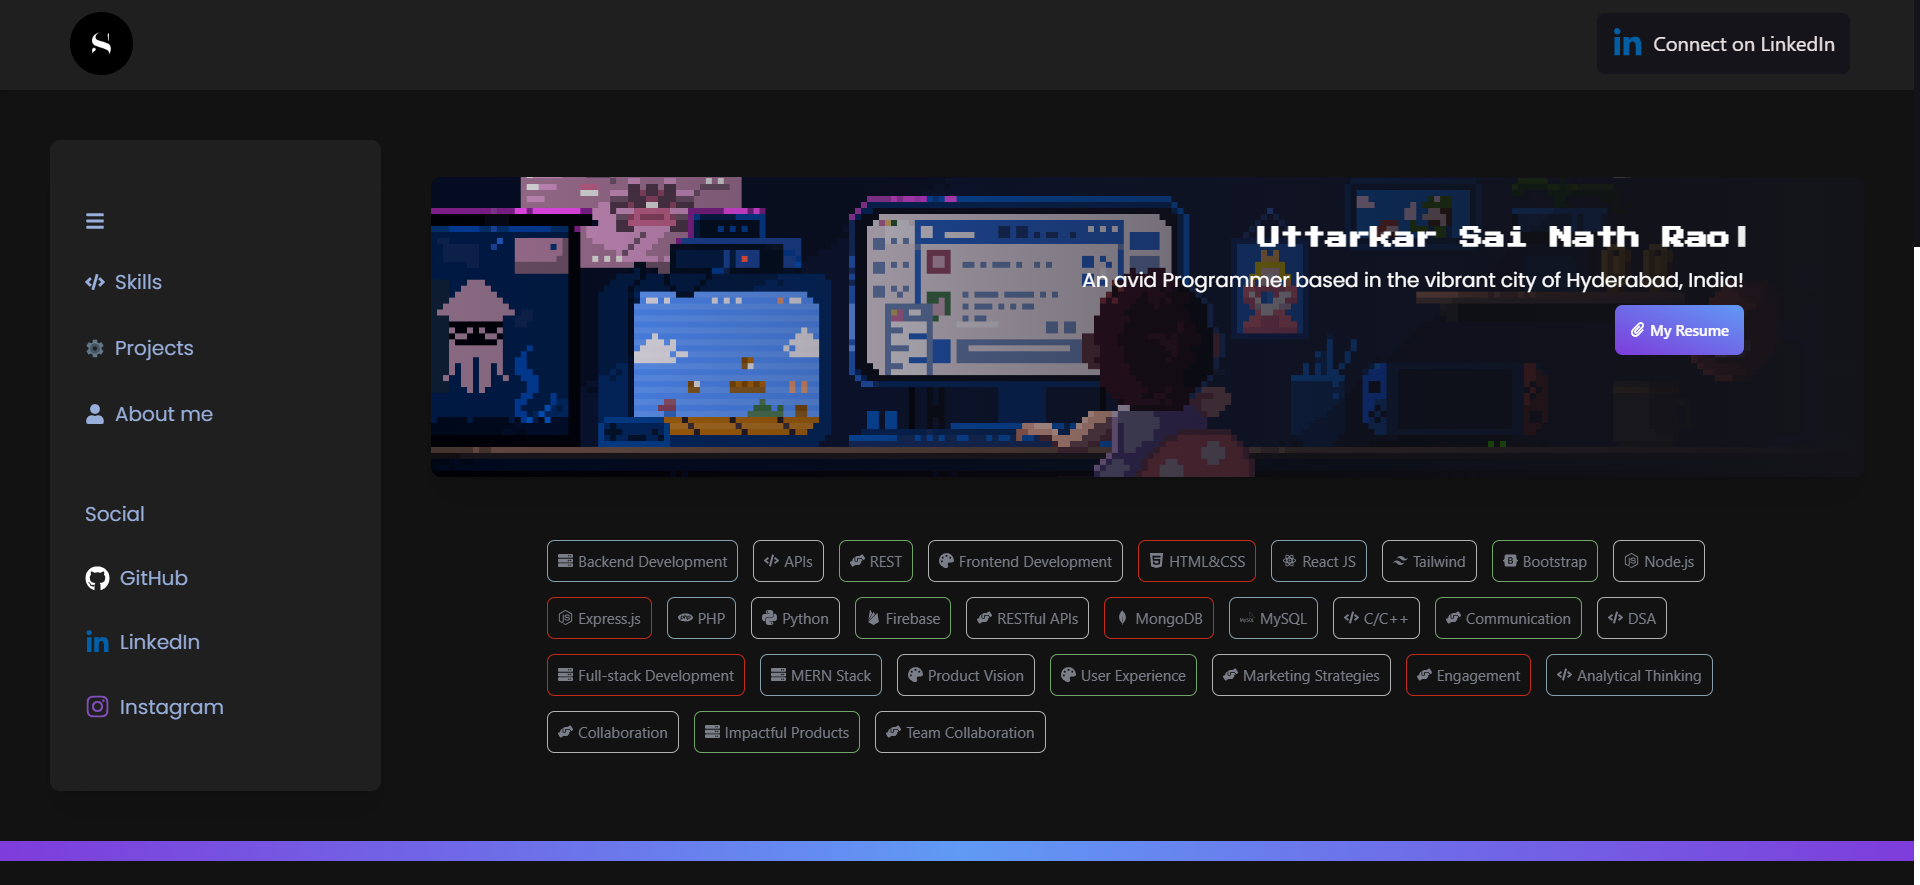 S
in Connect on LinkedIn
Uttarkar Sai Nath Rao|
An avid Programmer based in the vibrant city of Hyderabad, India!
My Resume
Skills
Projects
About me
Social
GitHub
in LinkedIn
Instagram
Backend Development APIs REST Frontend Development HTML&CSS React JS Tailwind Bootstrap Node.js
Express.js PHP Python Firebase RESTful APIs MongoDB MySQL C/C++ Communication DSA
Full-stack Development MERN Stack Product Vision User Experience Marketing Strategies Engagement Analytical Thinking
Collaboration Impactful Products Team Collaboration